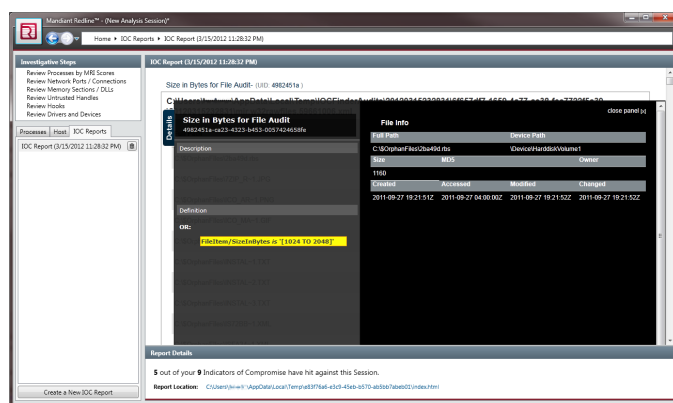 Mandiant Redline™ - (New Analysis Session)*
Home ▸ IOC Reports ▸ IOC Report (3/15/2012 11:28:32 PM)
Investigative Steps
Review Processes by MRI Scores
Review Network Ports / Connections
Review Memory Sections / DLLs
Review Untrusted Handles
Review Hooks
Review Drivers and Devices
Processes Host IOC Reports
IOC Report (3/15/2012 11:28:32 PM)
Create a New IOC Report
IOC Report (3/15/2012 11:28:32 PM)
Size in Bytes for File Audit- (UID: 4982451a )
Details
Size in Bytes for File Audit
4982451a-ca23-4323-b453-0057424658fe
Description
Definition
OR:
FileItem/SizeInBytes is '[1024 TO 2048]'
close panel [x]
File Info
Full Path Device Path
C:\$OrphanFiles\2ba49d.rbs \Device\HarddiskVolume1
Size MD5 Owner
1160
Created Accessed Modified Changed
2011-09-27 19:21:51Z 2011-09-27 04:00:00Z 2011-09-27 19:21:52Z 2011-09-27 19:21:52Z
Report Details
5 out of your 9 Indicators of Compromise have hit against this Session.
Report Location: